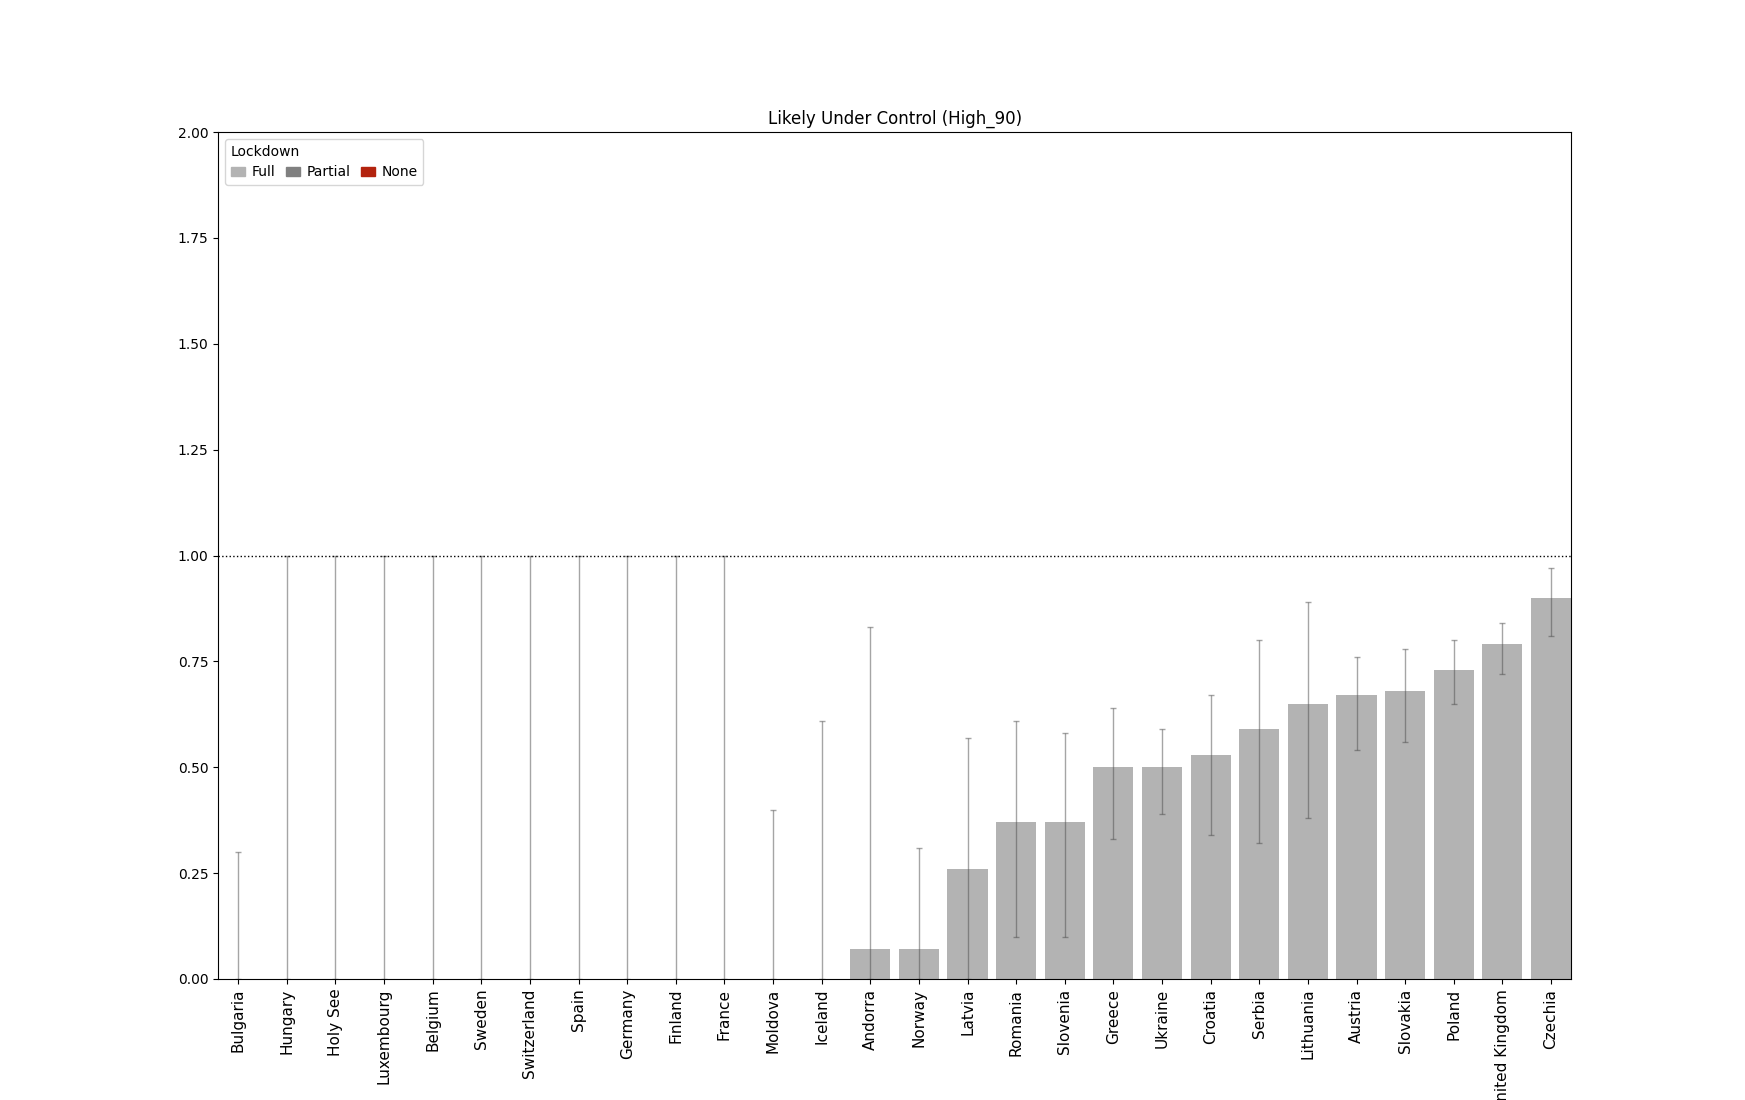 Likely Under Control (High_90)
2.00
Lockdown
Full Partial None
1.75
1.50
1.25
1.00
0.75
0.50
0.25
0.00
Bulgaria
Hungary
Holy See
Luxembourg
Belgium
Sweden
Switzerland
Spain
Germany
Finland
France
Moldova
Iceland
Andorra
Norway
Latvia
Romania
Slovenia
Greece
Ukraine
Croatia
Serbia
Lithuania
Austria
Slovakia
Poland
nited Kingdom
Czechia